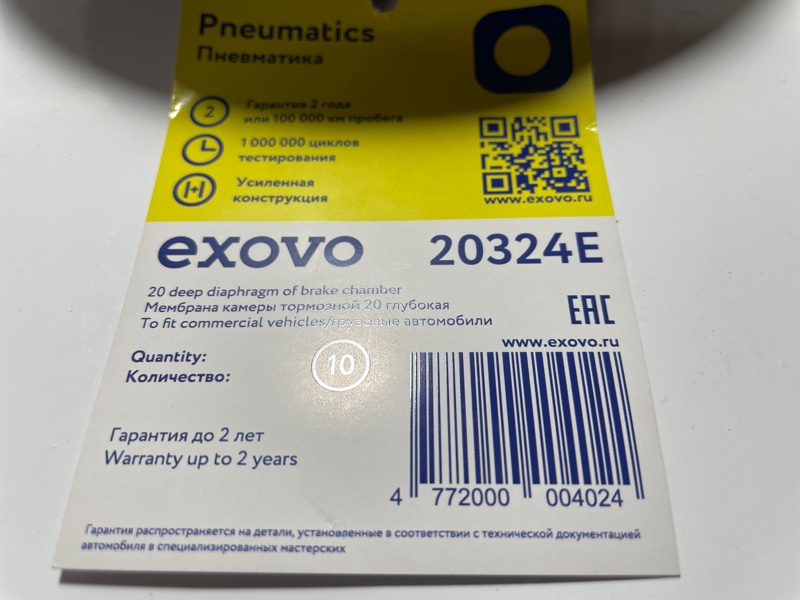 Pneumatics
Пневматика
2
Гарантия 2 года
или 100 000 км пробега
1 000 000 циклов
тестирования
Усиленная
конструкция
www.exovo.ru
exovo 20324E
20 deep diaphragm of brake chamber
Мембрана камеры тормозной 20 глубокая
To fit commercial vehicles/грузовые автомобили
EAC
www.exovo.ru
Quantity:
Количество:
10
Гарантия до 2 лет
Warranty up to 2 years
4 772000 004024
Гарантия распространяется на детали, установленные в соответствии с технической документацией
автомобиля в специализированных мастерских